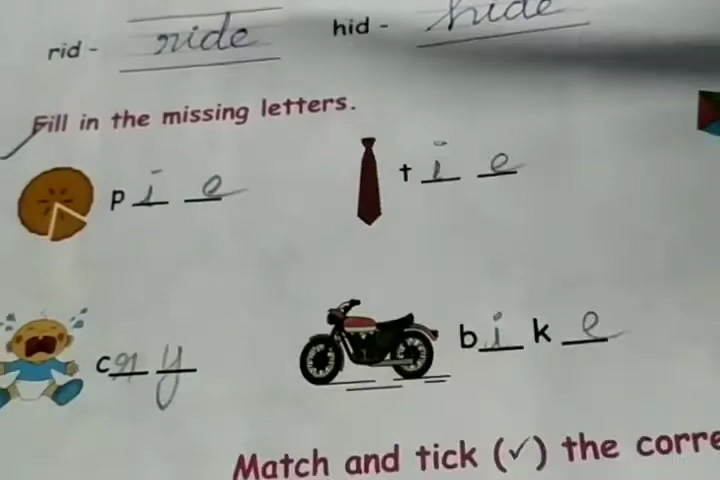 rid - ride hid - hide
Fill in the missing letters.
p i e t i e
c r y b i k e
Match and tick (✓) the corre